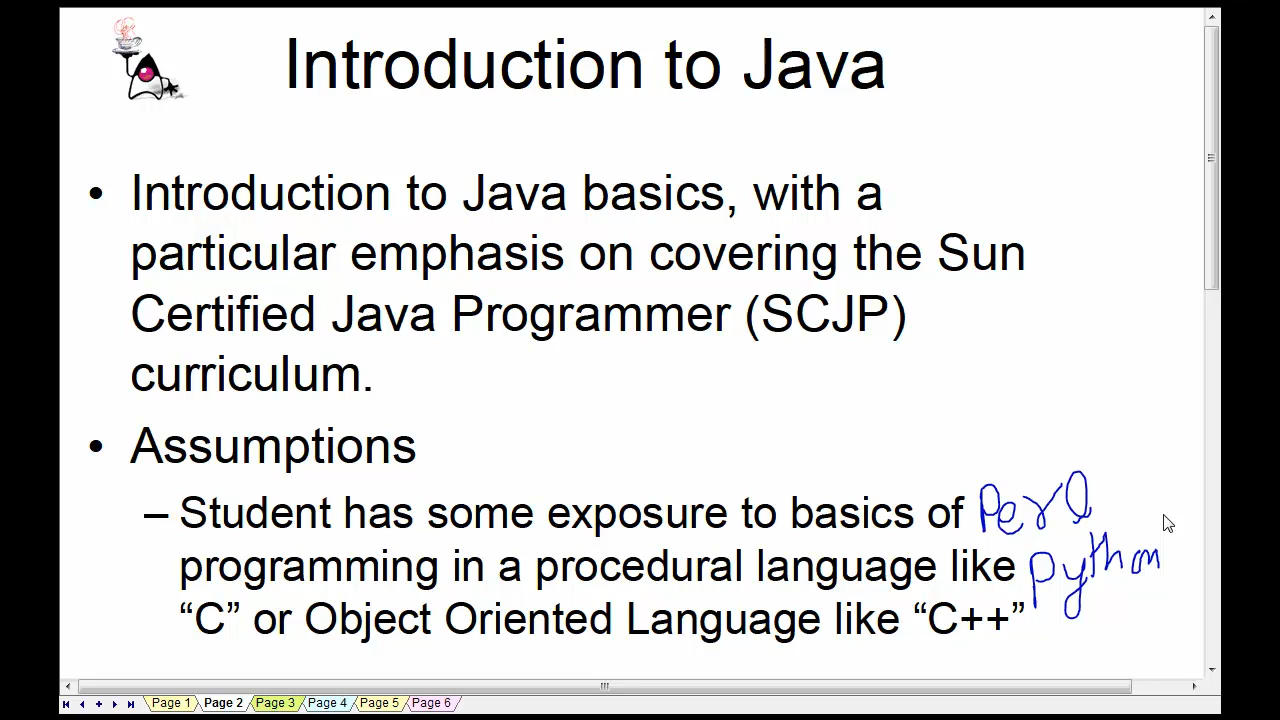 Introduction to Java
• Introduction to Java basics, with a
particular emphasis on covering the Sun
Certified Java Programmer (SCJP)
curriculum.
• Assumptions
– Student has some exposure to basics of Perl
programming in a procedural language like Python
“C” or Object Oriented Language like “C++”
Page 1 Page 2 Page 3 Page 4 Page 5 Page 6